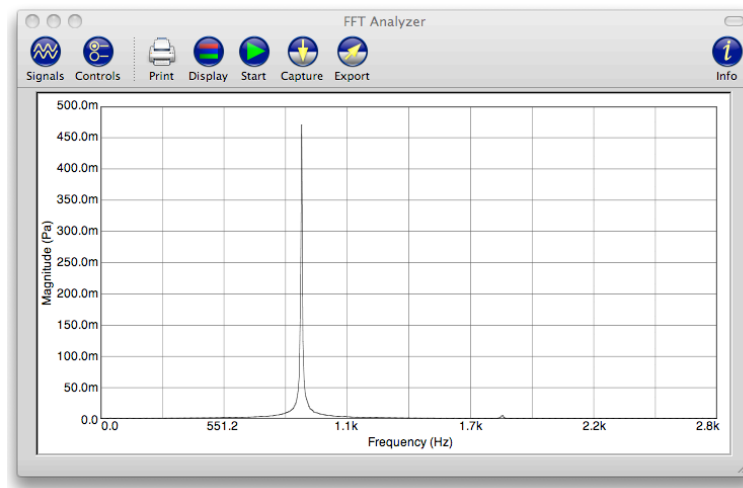 FFT Analyzer
Signals Controls Print Display Start Capture Export Info
500.0m
450.0m
400.0m
350.0m
300.0m
250.0m
200.0m
150.0m
100.0m
50.0m
0.0
Magnitude (Pa)
0.0 551.2 1.1k 1.7k 2.2k 2.8k
Frequency (Hz)